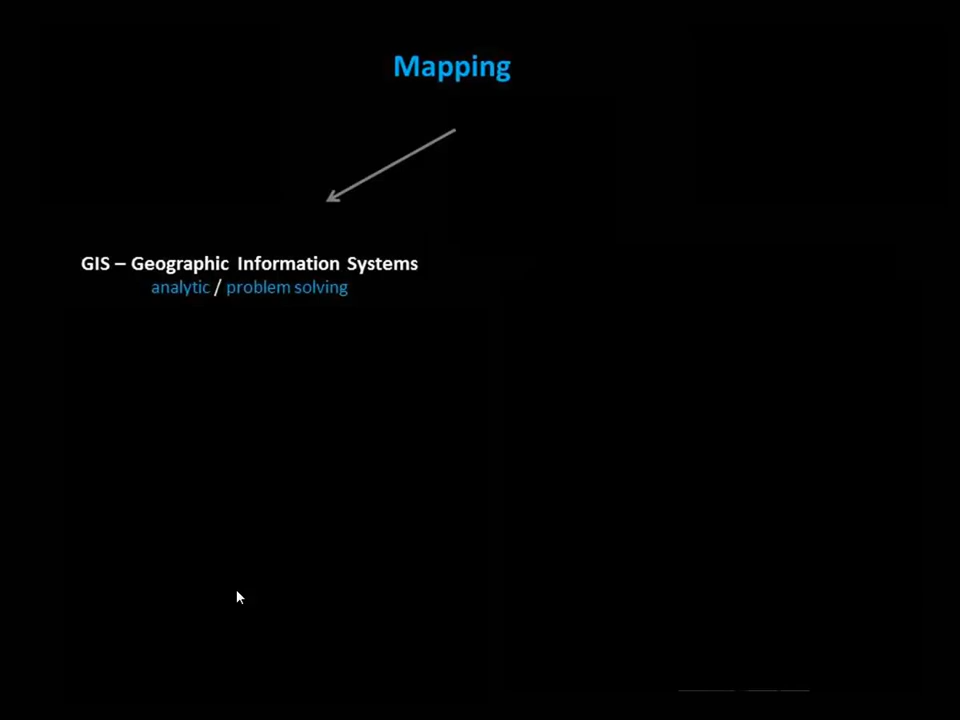 Mapping
GIS – Geographic Information Systems
analytic / problem solving